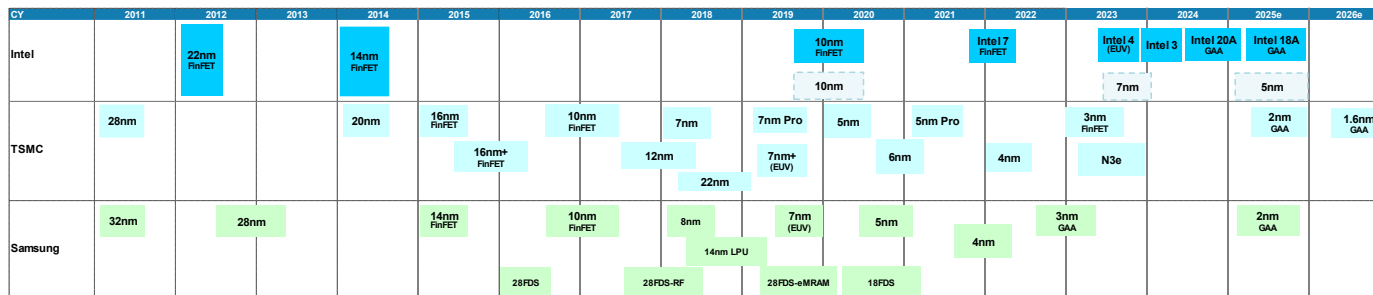 CY 2011 2012 2013 2014 2015 2016 2017 2018 2019 2020 2021 2022 2023 2024 2025e 2026e
Intel
22nm
FinFET
14nm
FinFET
10nm
FinFET
Intel 7
FinFET
Intel 4
(EUV)
Intel 3
Intel 20A
GAA
Intel 18A
GAA
10nm
7nm
5nm
TSMC
28nm
20nm
16nm
FinFET
10nm
FinFET
7nm
7nm Pro
5nm
5nm Pro
3nm
FinFET
2nm
GAA
1.6nm
GAA
16nm+
FinFET
12nm
7nm+
(EUV)
6nm
4nm
N3e
22nm
Samsung
32nm
28nm
14nm
FinFET
10nm
FinFET
8nm
7nm
(EUV)
5nm
3nm
GAA
2nm
GAA
14nm LPU
4nm
28FDS
28FDS-RF
28FDS-eMRAM
18FDS